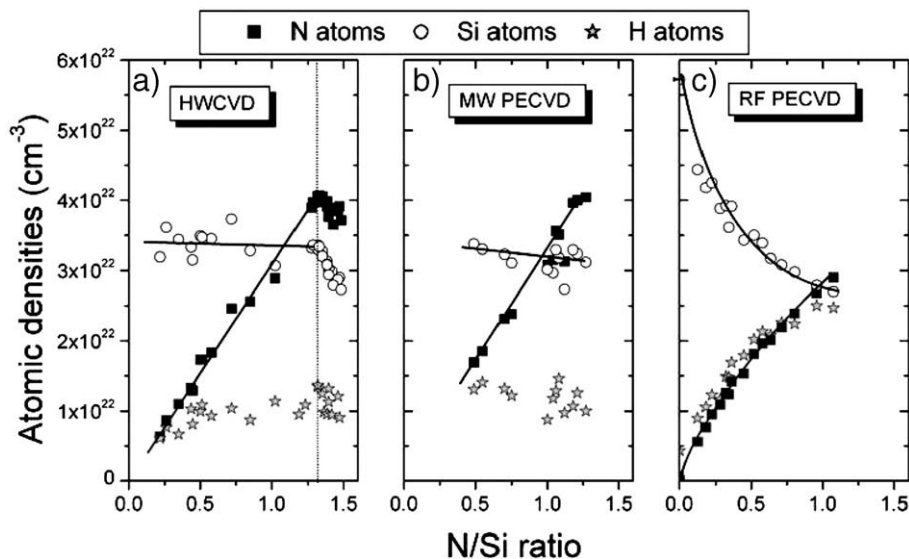 ■ N atoms ○ Si atoms ☆ H atoms
a) HWCVD
b) MW PECVD
c) RF PECVD
6x10²²
5x10²²
4x10²²
3x10²²
2x10²²
1x10²²
0
Atomic densities (cm⁻³)
0.0 0.5 1.0 1.5 0.0 0.5 1.0 1.5 0.0 0.5 1.0 1.5
N/Si ratio